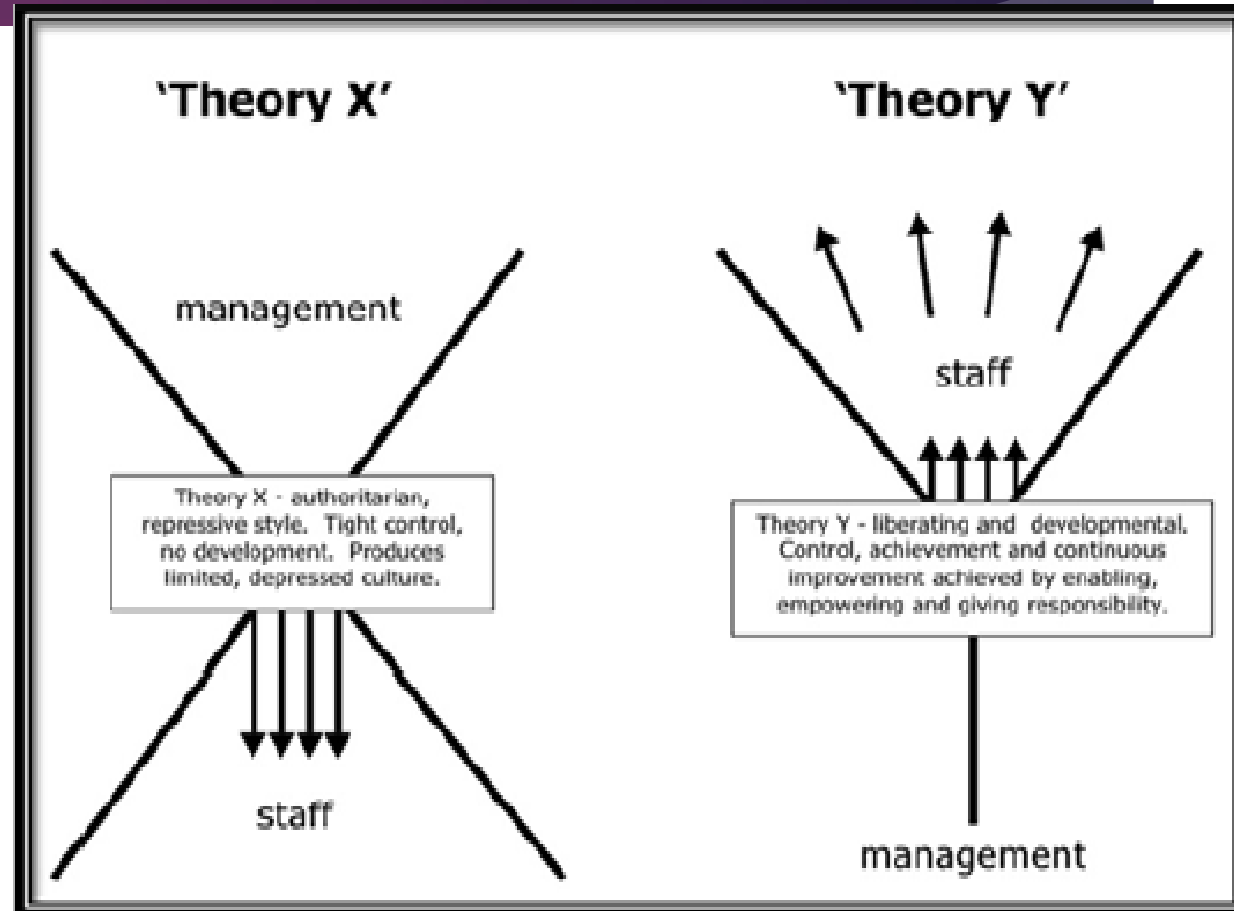 ‘Theory X’
management
Theory X - authoritarian,
repressive style.  Tight control,
no development.  Produces
limited, depressed culture.
staff
‘Theory Y’
staff
Theory Y - liberating and developmental.
Control, achievement and continuous
improvement achieved by enabling,
empowering and giving responsibility.
management